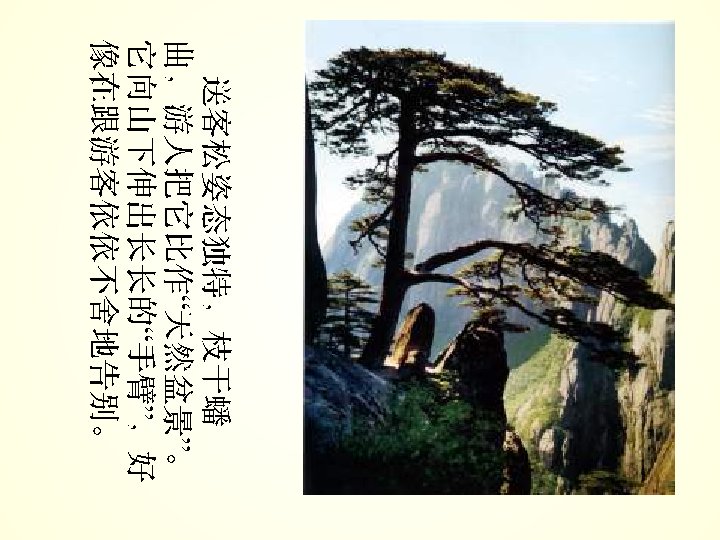 送客松姿态独特，枝干蟠
曲，游人把它比作“天然盆景”。
它向山下伸出长长的“手臂”，好
像在跟游客依依不舍地告别。